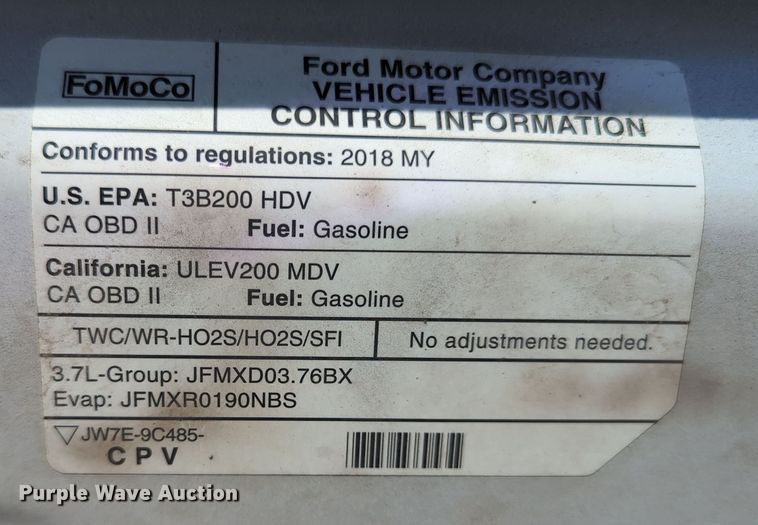 FoMoCo
Ford Motor Company
VEHICLE EMISSION
CONTROL INFORMATION
Conforms to regulations: 2018 MY
U.S. EPA: T3B200 HDV
CA OBD II Fuel: Gasoline
California: ULEV200 MDV
CA OBD II Fuel: Gasoline
TWC/WR-HO2S/HO2S/SFI No adjustments needed.
3.7L-Group: JFMXD03.76BX
Evap: JFMXR0190NBS
JW7E-9C485-
C P V
Purple Wave Auction